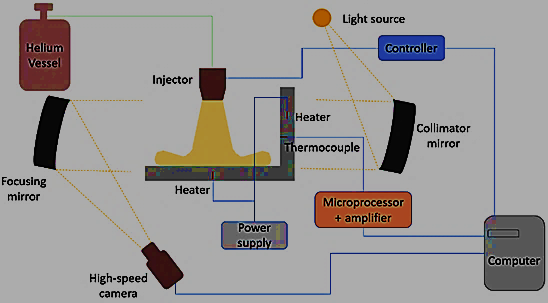 Light source
Helium
Vessel
Controller
Injector
Heater
Collimator
mirror
Thermocouple
Focusing
mirror
Heater
Microprocessor
+ amplifier
Power
supply
Computer
High-speed
camera